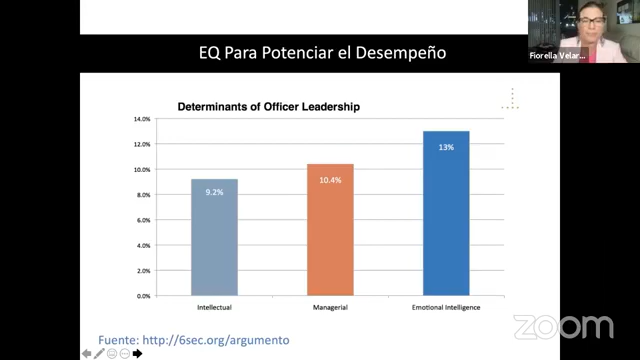 EQ Para Potenciar el Desempeño
Fiorella Velar...
Determinants of Officer Leadership
14.0%
12.0%
10.0%
8.0%
6.0%
4.0%
2.0%
0.0%
9.2%
10.4%
13%
Intellectual
Managerial
Emotional Intelligence
Fuente: http://6sec.org/argumento
zoom